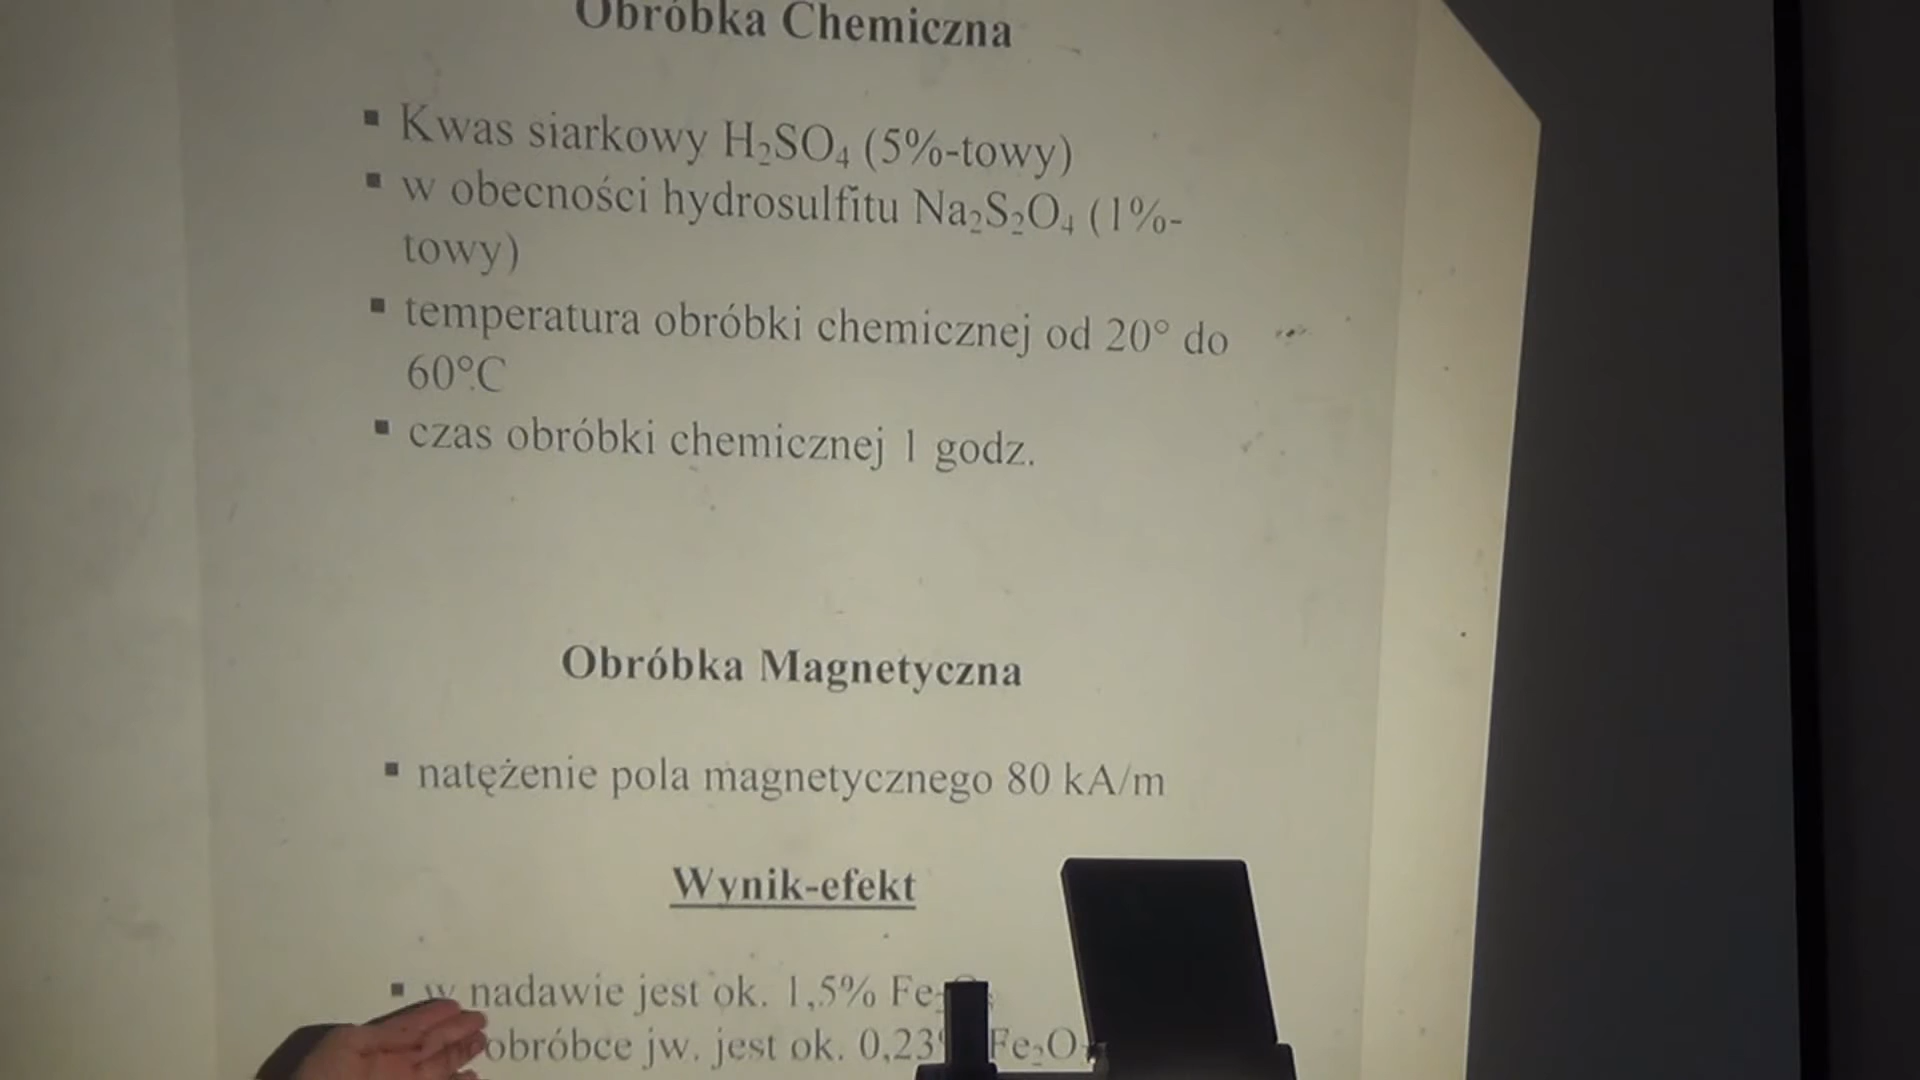 Obróbka Chemiczna
▪ Kwas siarkowy H₂SO₄ (5%-towy)
▪ w obecności hydrosulfitu Na₂S₂O₄ (1%-
towy)
▪ temperatura obróbki chemicznej od 20° do
60°C
▪ czas obróbki chemicznej 1 godz.
Obróbka Magnetyczna
▪ natężenie pola magnetycznego 80 kA/m
Wynik-efekt
▪ w nadawie jest ok. 1,5%
obróbce jw. jest ok. 0,23